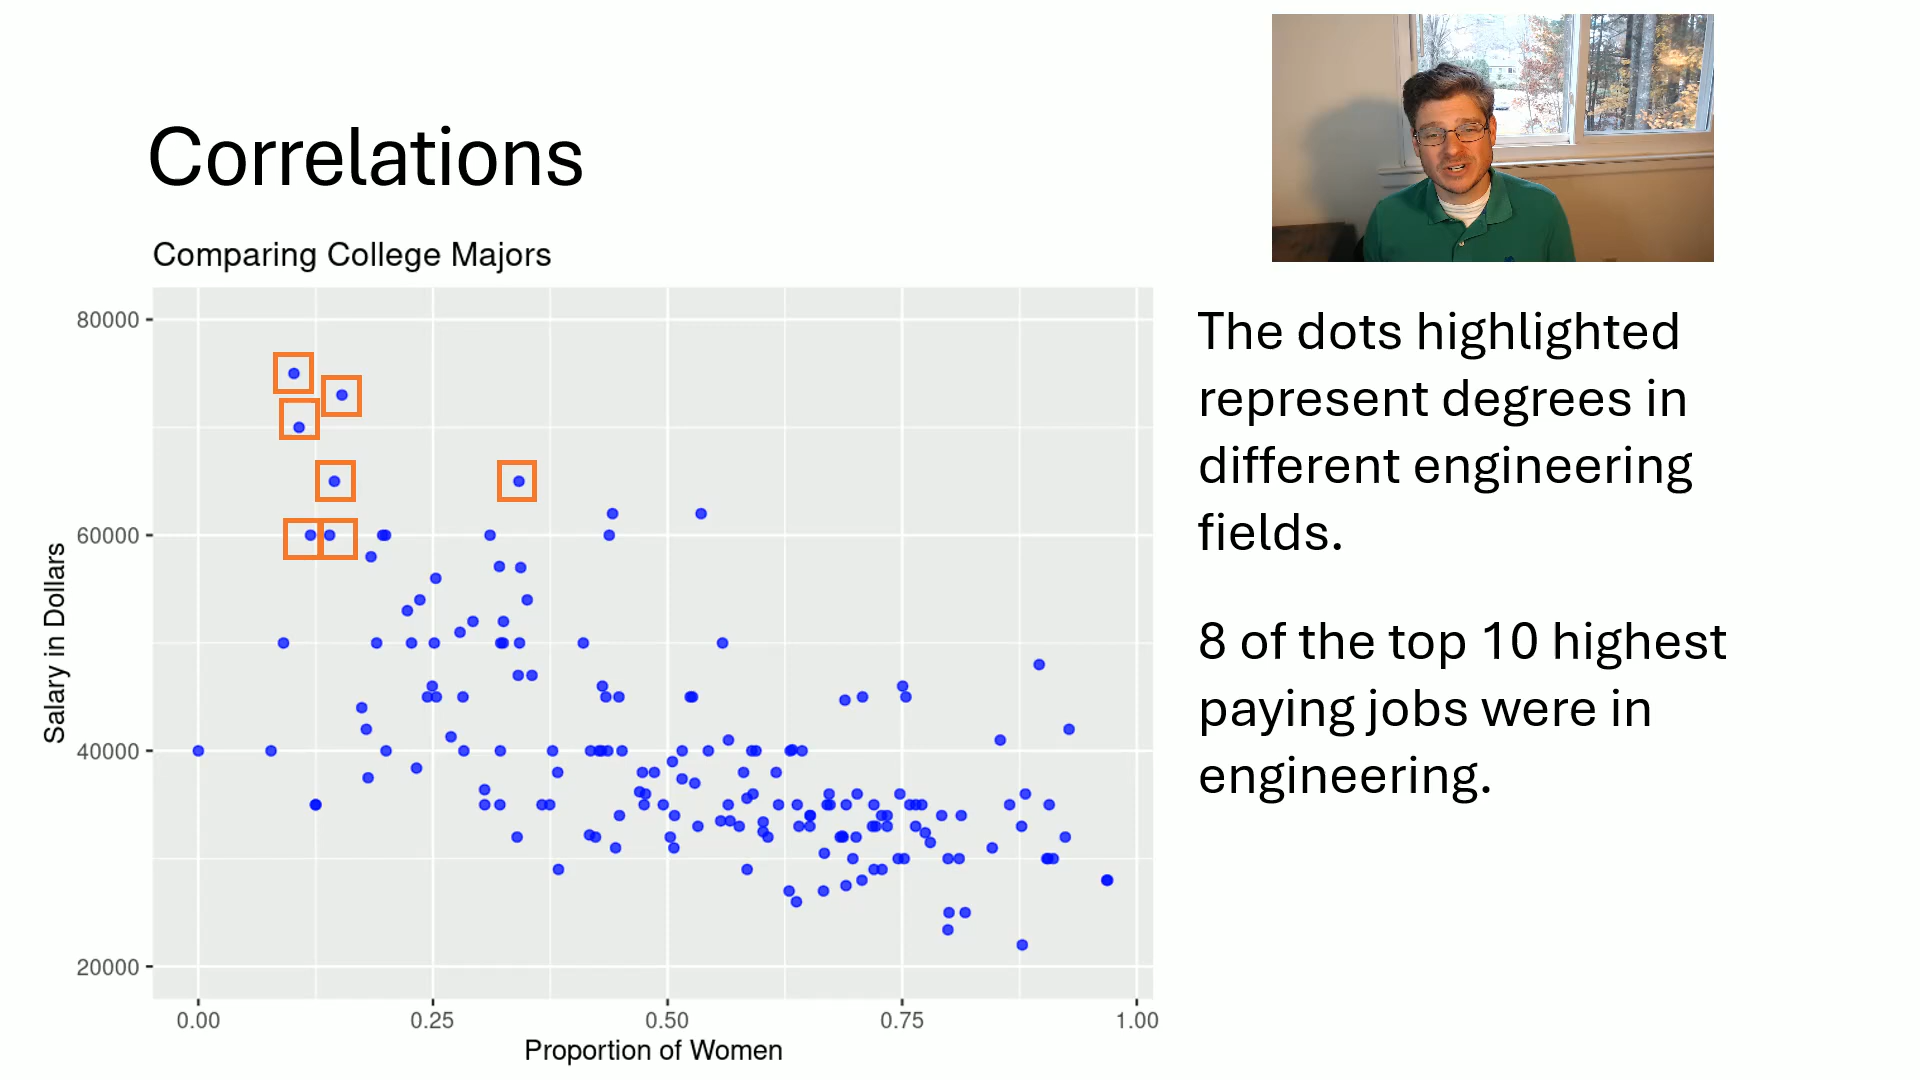 Correlations
Comparing College Majors
80000
60000
40000
20000
Salary in Dollars
0.00
0.25
0.50
0.75
1.00
Proportion of Women
The dots highlighted
represent degrees in
different engineering
fields.
8 of the top 10 highest
paying jobs were in
engineering.